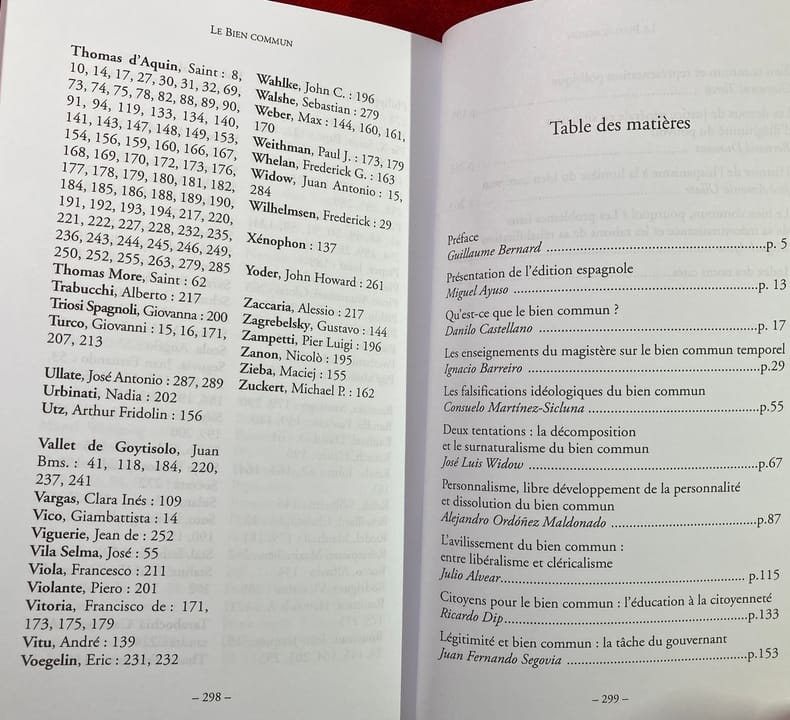 LE BIEN COMMUN
Thomas d'Aquin, Saint : 8,
10, 14, 17, 27, 30, 31, 32, 69,
73, 74, 75, 78, 82, 88, 89, 90,
91, 94, 119, 133, 134, 140,
141, 143, 147, 148, 149, 153,
154, 156, 159, 160, 166, 167,
168, 169, 170, 172, 173, 176,
177, 178, 179, 180, 181, 182,
184, 185, 186, 188, 189, 190,
191, 192, 193, 194, 217, 220,
221, 222, 227, 228, 232, 235,
236, 243, 244, 245, 246, 249,
250, 252, 255, 263, 279, 285
Thomas More, Saint : 62
Trabucchi, Alberto : 217
Triosi Spagnoli, Giovanna : 200
Turco, Giovanni : 15, 16, 171,
207, 213
Ullate, José Antonio : 287, 289
Urbinati, Nadia : 202
Utz, Arthur Fridolin : 156
Vallet de Goytisolo, Juan
Bms. : 41, 118, 184, 220,
237, 241
Vargas, Clara Inés : 109
Vico, Giambattista : 14
Viguerie, Jean de : 252
Vila Selma, José : 55
Viola, Francesco : 211
Violante, Piero : 201
Vitoria, Francisco de : 171,
173, 175, 179
Vitu, André : 139
Voegelin, Eric : 231, 232
Wahlke, John C. : 196
Walshe, Sebastian : 279
Weber, Max : 144, 160, 161,
170
Weithman, Paul J. : 173, 179
Whelan, Frederick G. : 163
Widow, Juan Antonio : 15,
284
Wilhelmsen, Frederick : 29
Xénophon : 137
Yoder, John Howard : 261
Zaccaria, Alessio : 217
Zagrebelsky, Gustavo : 144
Zampetti, Pier Luigi : 196
Zanon, Nicolò : 195
Zieba, Maciej : 155
Zuckert, Michael P. : 162
– 298 –
Table des matières
Préface
Guillaume Bernard ....................p. 5
Présentation de l'édition espagnole
Miguel Ayuso ....................p. 13
Qu'est-ce que le bien commun ?
Danilo Castellano ....................p. 17
Les enseignements du magistère sur le bien commun temporel
Ignacio Barreiro ....................p.29
Les falsifications idéologiques du bien commun
Consuelo Martínez-Sicluna ....................p.55
Deux tentations : la décomposition
et le surnaturalisme du bien commun
José Luis Widow ....................p.67
Personnalisme, libre développement de la personnalité
et dissolution du bien commun
Alejandro Ordóñez Maldonado ....................p.87
L'avilissement du bien commun :
entre libéralisme et cléricalisme
Julio Alvear.................... p.115
Citoyens pour le bien commun : l'éducation à la citoyenneté
Ricardo Dip....................p.133
Légitimité et bien commun : la tâche du gouvernant
Juan Fernando Segovia ....................p.153
– 299 –